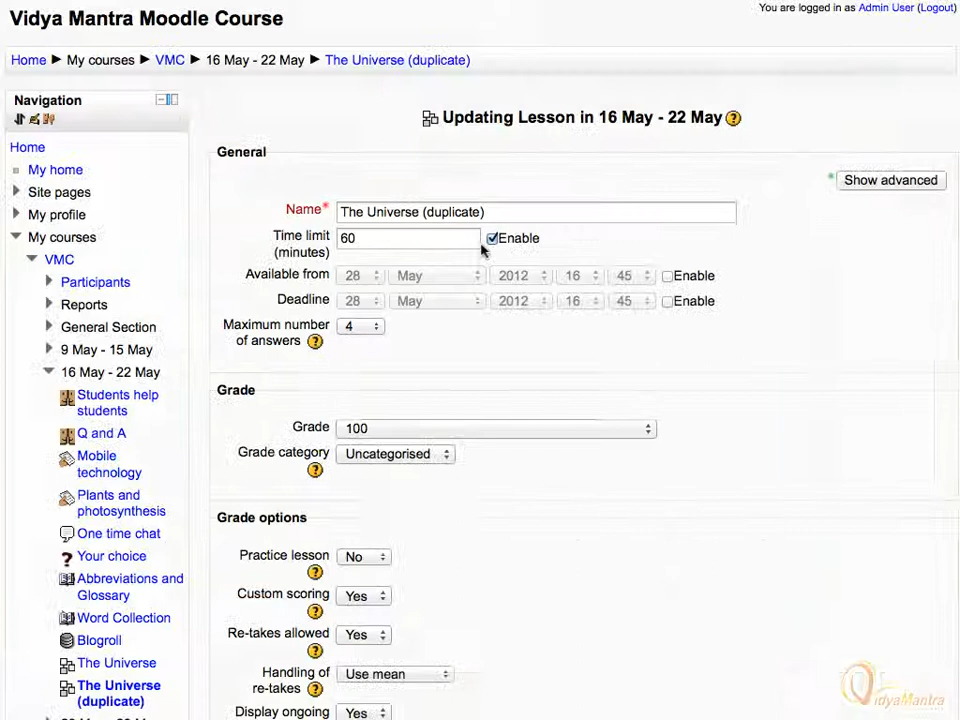 Vidya Mantra Moodle Course
You are logged in as Admin User (Logout)
Home ► My courses ► VMC ► 16 May - 22 May ► The Universe (duplicate)
Navigation
Home
My home
Site pages
My profile
My courses
VMC
Participants
Reports
General Section
9 May - 15 May
16 May - 22 May
Students help
students
Q and A
Mobile
technology
Plants and
photosynthesis
One time chat
Your choice
Abbreviations and
Glossary
Word Collection
Blogroll
The Universe
The Universe
(duplicate)
Updating Lesson in 16 May - 22 May
General
* Show advanced
Name* The Universe (duplicate)
Time limit
(minutes) 60 Enable
Available from 28 May 2012 16 45 Enable
Deadline 28 May 2012 16 45 Enable
Maximum number
of answers 4
Grade
Grade 100
Grade category Uncategorised
Grade options
Practice lesson No
Custom scoring Yes
Re-takes allowed Yes
Handling of
re-takes Use mean
Display ongoing Yes
VidyaMantra